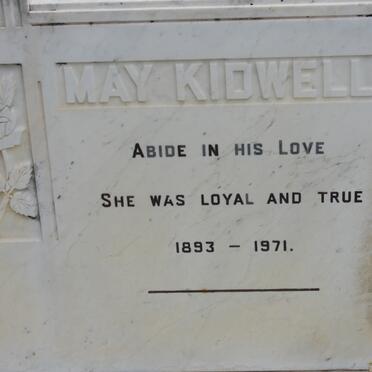 MAY KIDWELL
ABIDE IN HIS LOVE
SHE WAS LOYAL AND TRUE
1893 – 1971.